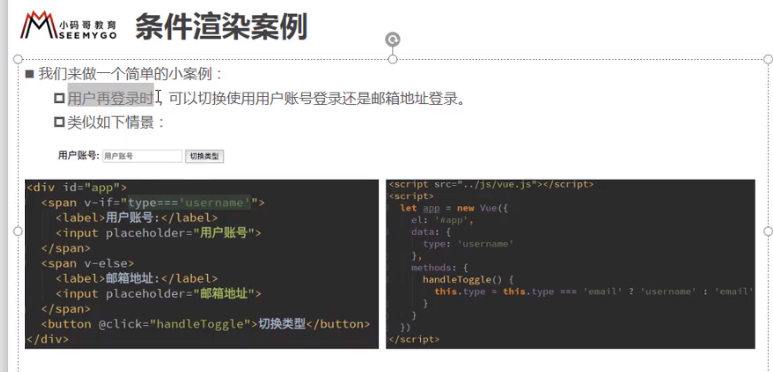 小码哥教育
SEEMYGO
条件渲染案例
我们来做一个简单的小案例：
用户再登录时，可以切换使用用户账号登录还是邮箱地址登录。
类似如下情景：
用户账号: 用户账号 切换类型
<div id="app">
<span v-if="type==='username'">
<label>用户账号:</label>
<input placeholder="用户账号">
</span>
<span v-else>
<label>邮箱地址:</label>
<input placeholder="邮箱地址">
</span>
<button @click="handleToggle">切换类型</button>
</div>
<script src="../js/vue.js"></script>
<script>
let app = new Vue({
el: '#app',
data: {
type: 'username'
},
methods: {
handleToggle() {
this.type = this.type === 'email' ? 'username' : 'email'
}
}
})
</script>